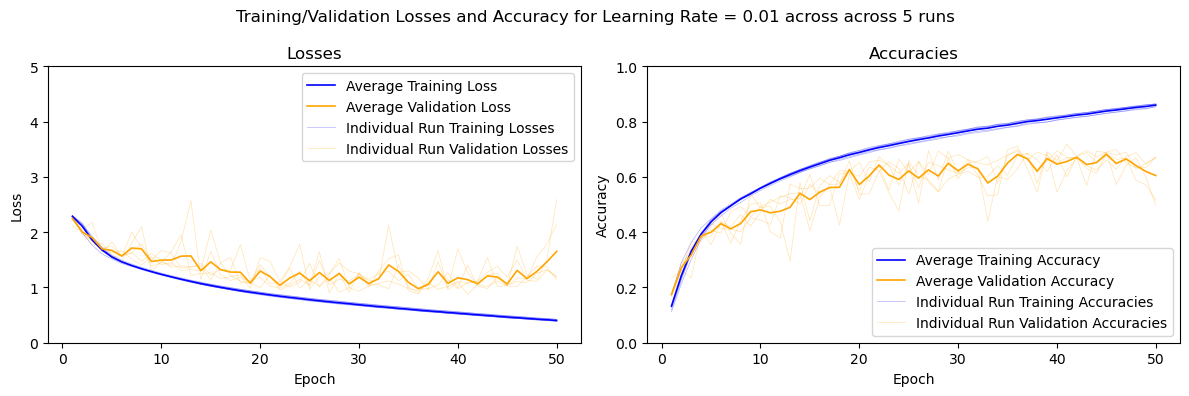 Training/Validation Losses and Accuracy for Learning Rate = 0.01 across across 5 runs
Losses
5
4
3
2
1
0
Loss
0
10
20
30
40
50
Epoch
Average Training Loss
Average Validation Loss
Individual Run Training Losses
Individual Run Validation Losses
Accuracies
1.0
0.8
0.6
0.4
0.2
0.0
Accuracy
0
10
20
30
40
50
Epoch
Average Training Accuracy
Average Validation Accuracy
Individual Run Training Accuracies
Individual Run Validation Accuracies